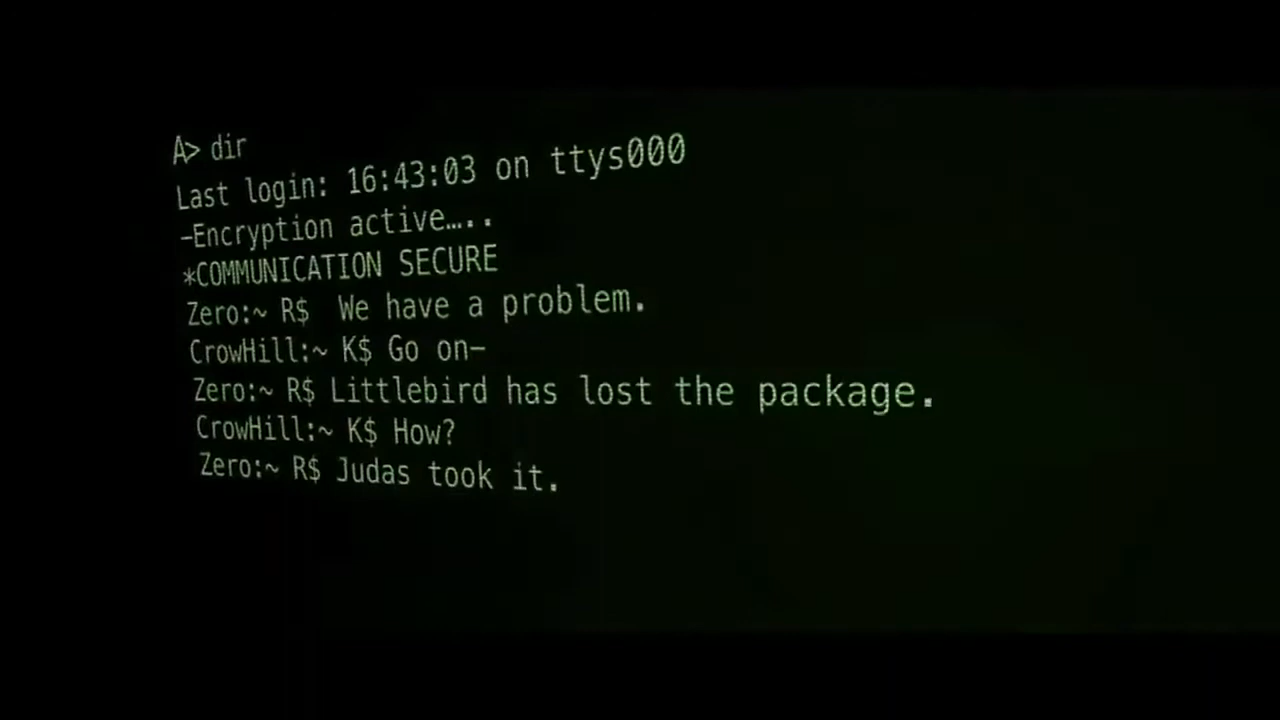 A> dir
Last login: 16:43:03 on ttys000
-Encryption active…..
*COMMUNICATION SECURE
Zero:~ R$  We have a problem.
CrowHill:~ K$ Go on-
Zero:~ R$ Littlebird has lost the package.
CrowHill:~ K$ How?
Zero:~ R$ Judas took it.